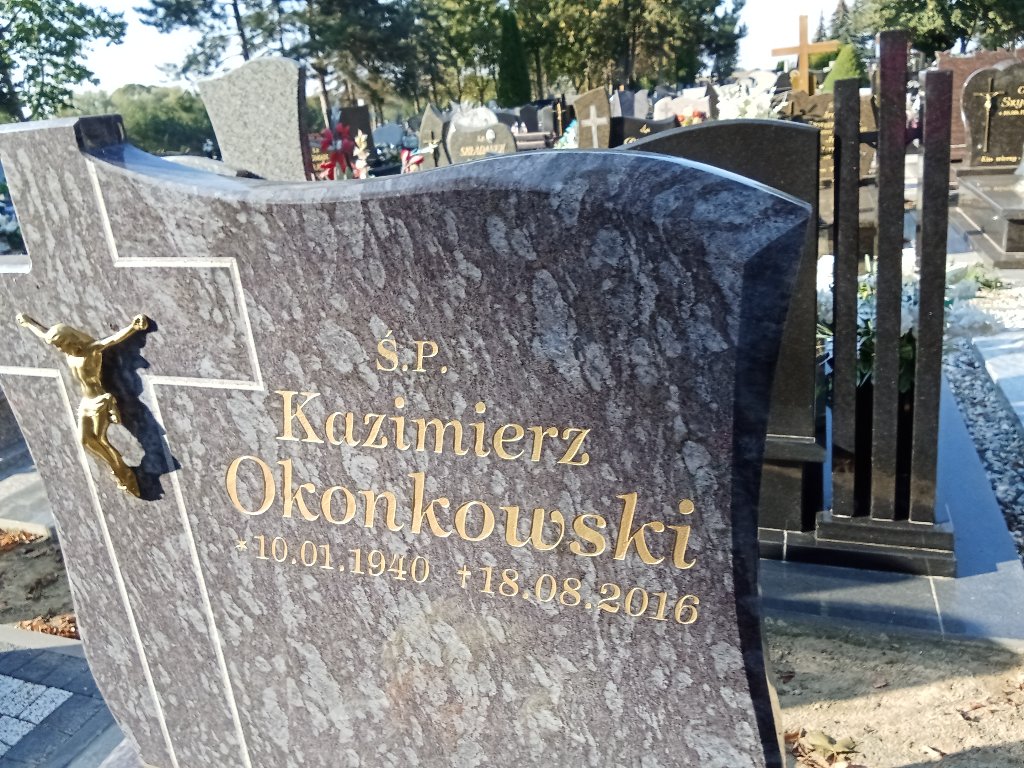 Ś.P.
Kazimierz
Okonkowski
*10.01.1940 +18.08.2016